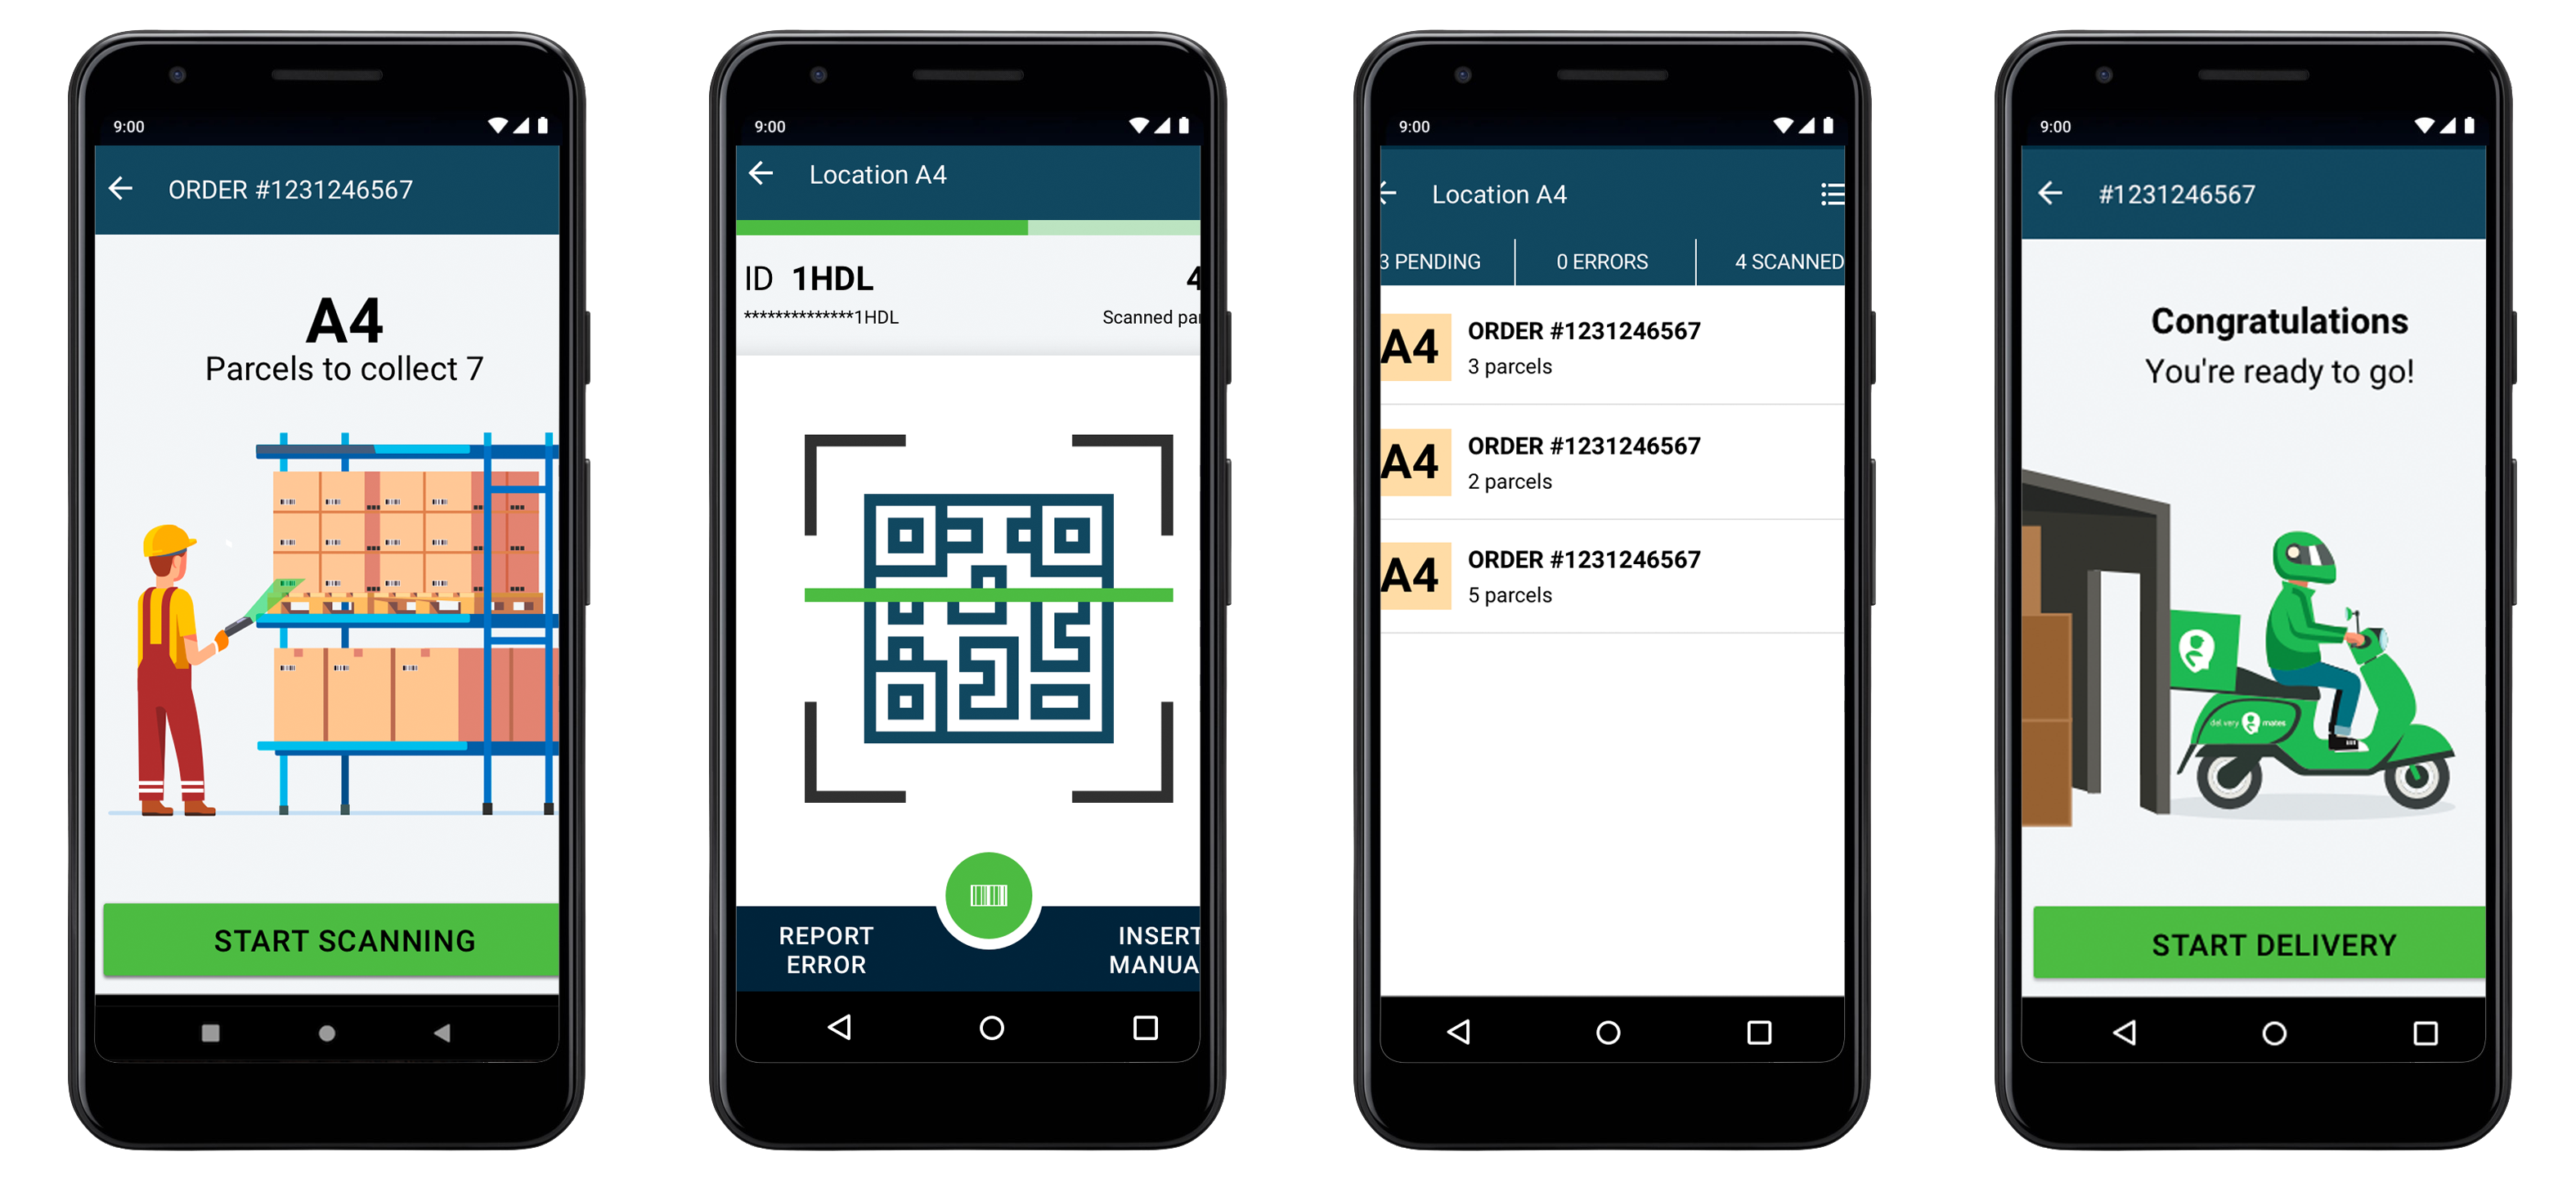 9:00
ORDER #1231246567
A4
Parcels to collect 7
START SCANNING
9:00
Location A4
ID 1HDL
4
**************1HDL
Scanned par
REPORT
ERROR
INSERT
MANUA
9:00
Location A4
3 PENDING
0 ERRORS
4 SCANNED
A4
ORDER #1231246567
3 parcels
A4
ORDER #1231246567
2 parcels
A4
ORDER #1231246567
5 parcels
9:00
#1231246567
Congratulations
You're ready to go!
delivery mates
START DELIVERY